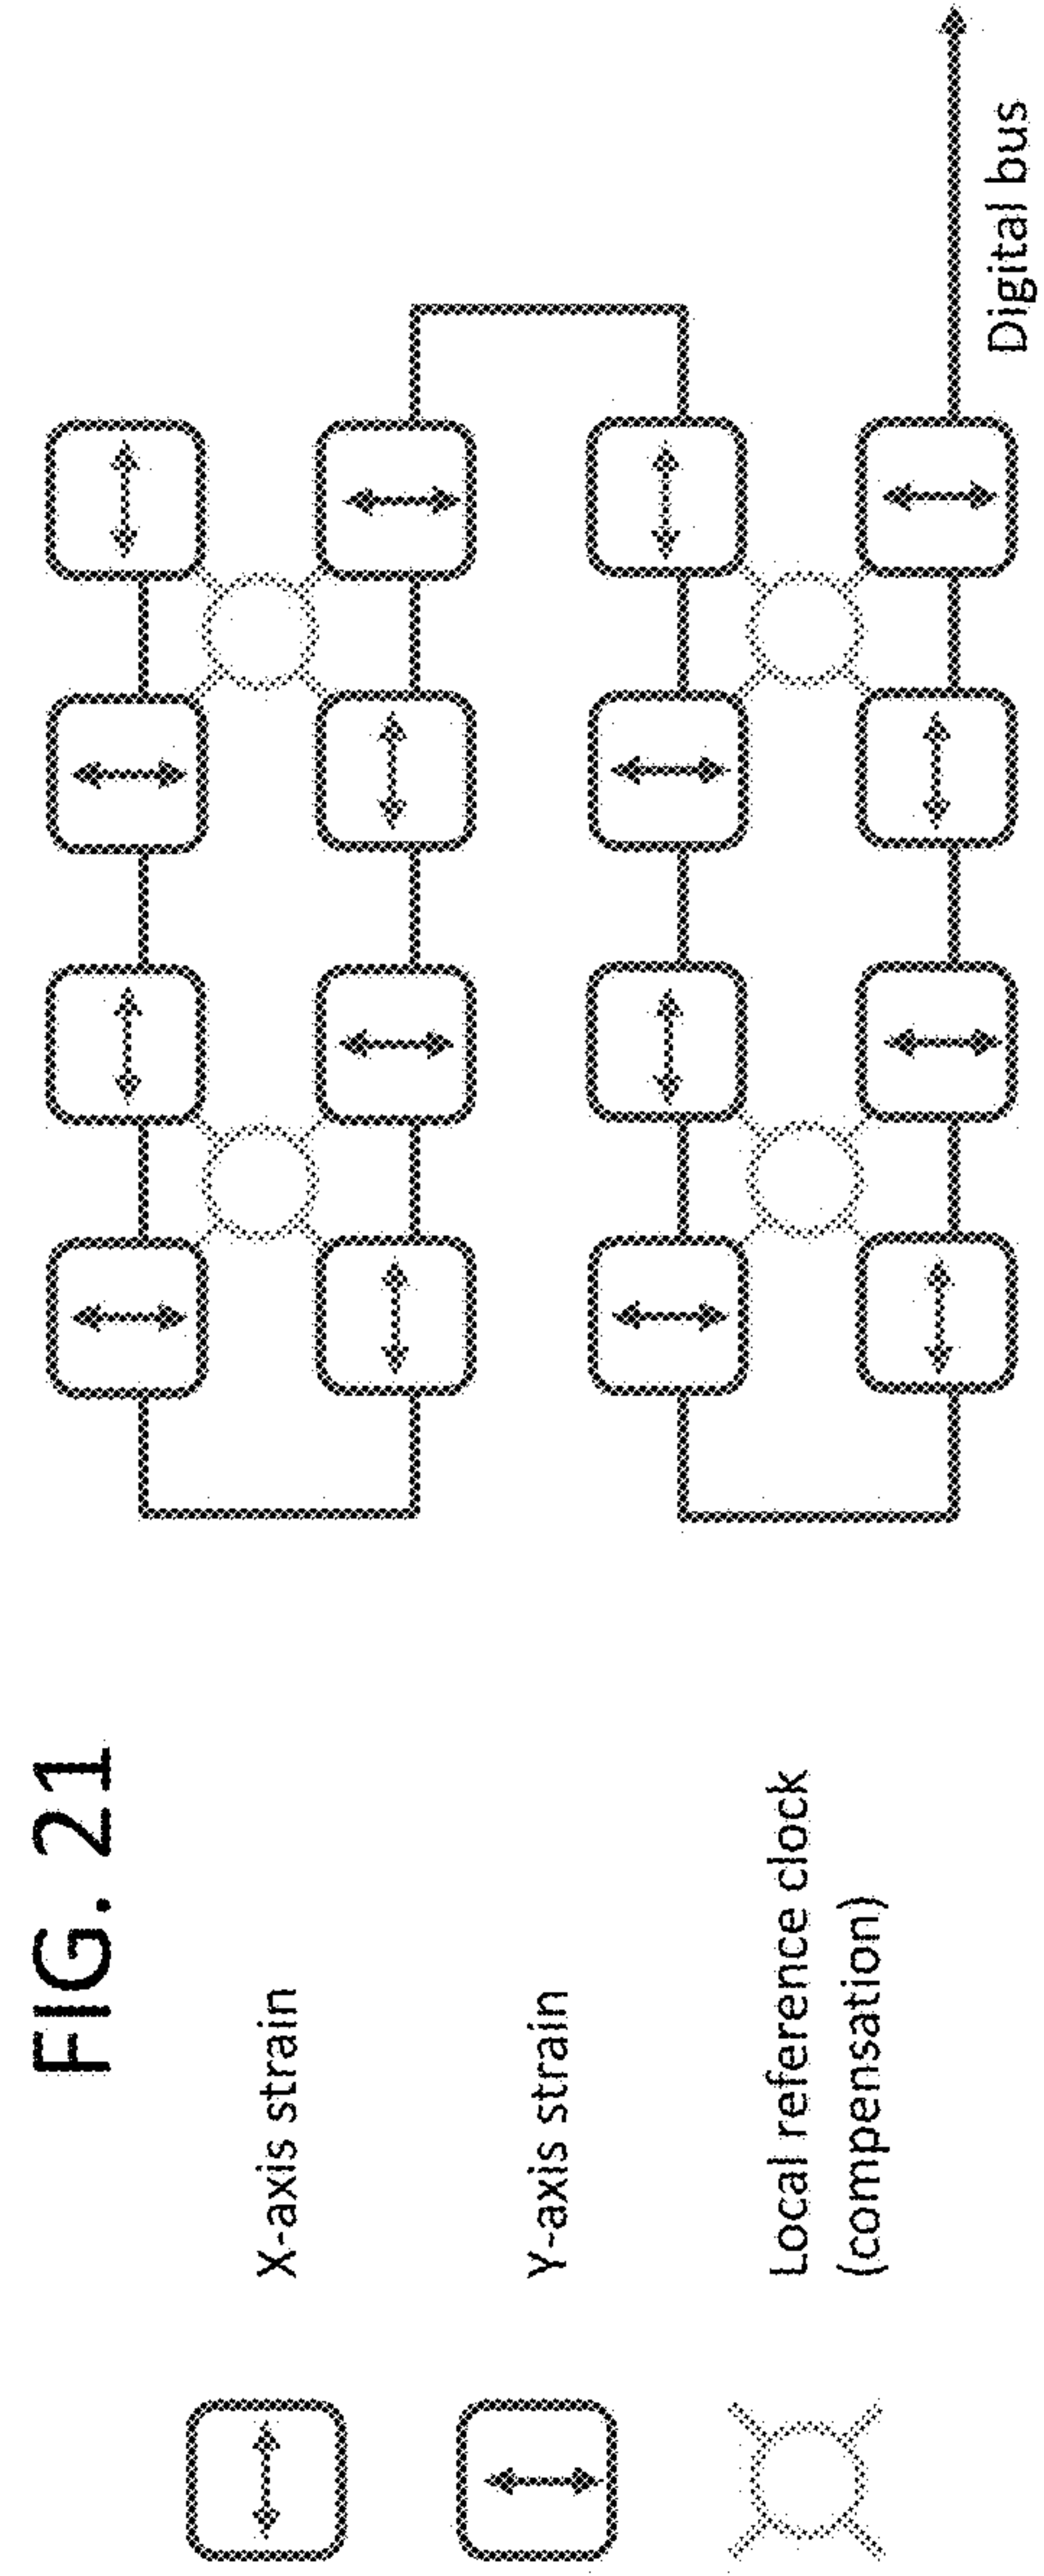 FIG. 21
X-axis strain
Y-axis strain
Local reference clock
(compensation)
Digital bus